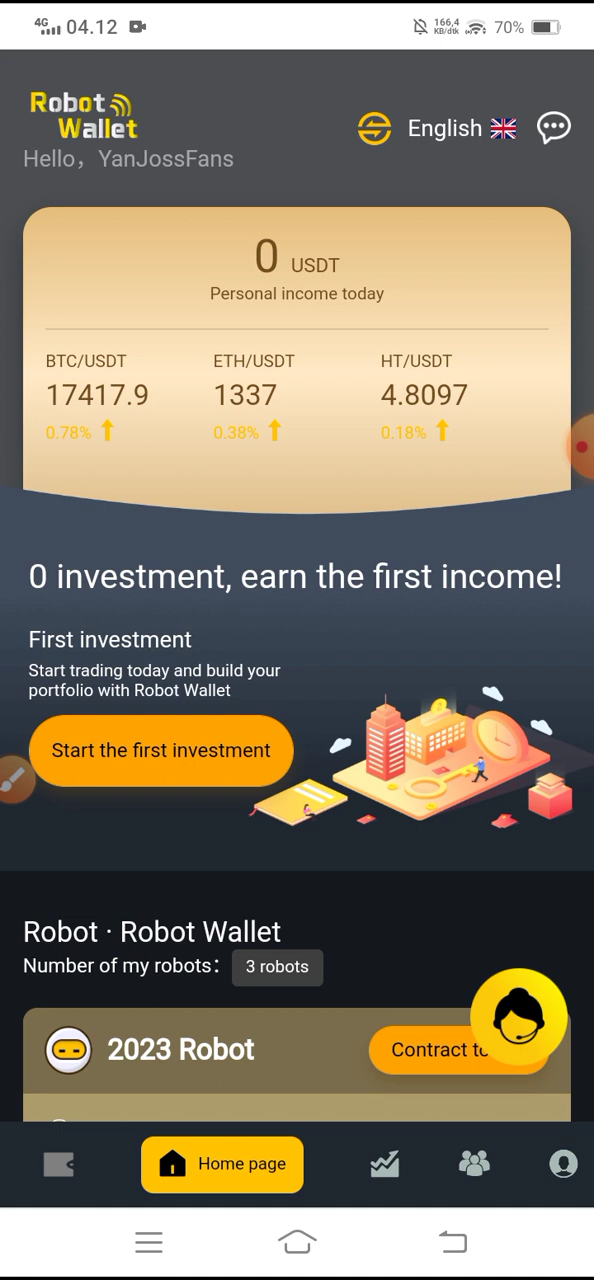 4G 04.12 166,4 KB/dtk 70%
Robot
Wallet
English
Hello，YanJossFans
0 USDT
Personal income today
BTC/USDT ETH/USDT HT/USDT
17417.9 1337 4.8097
0.78% 0.38% 0.18%
0 investment, earn the first income!
First investment
Start trading today and build your
portfolio with Robot Wallet
Start the first investment
Robot · Robot Wallet
Number of my robots： 3 robots
2023 Robot Contract
Home page